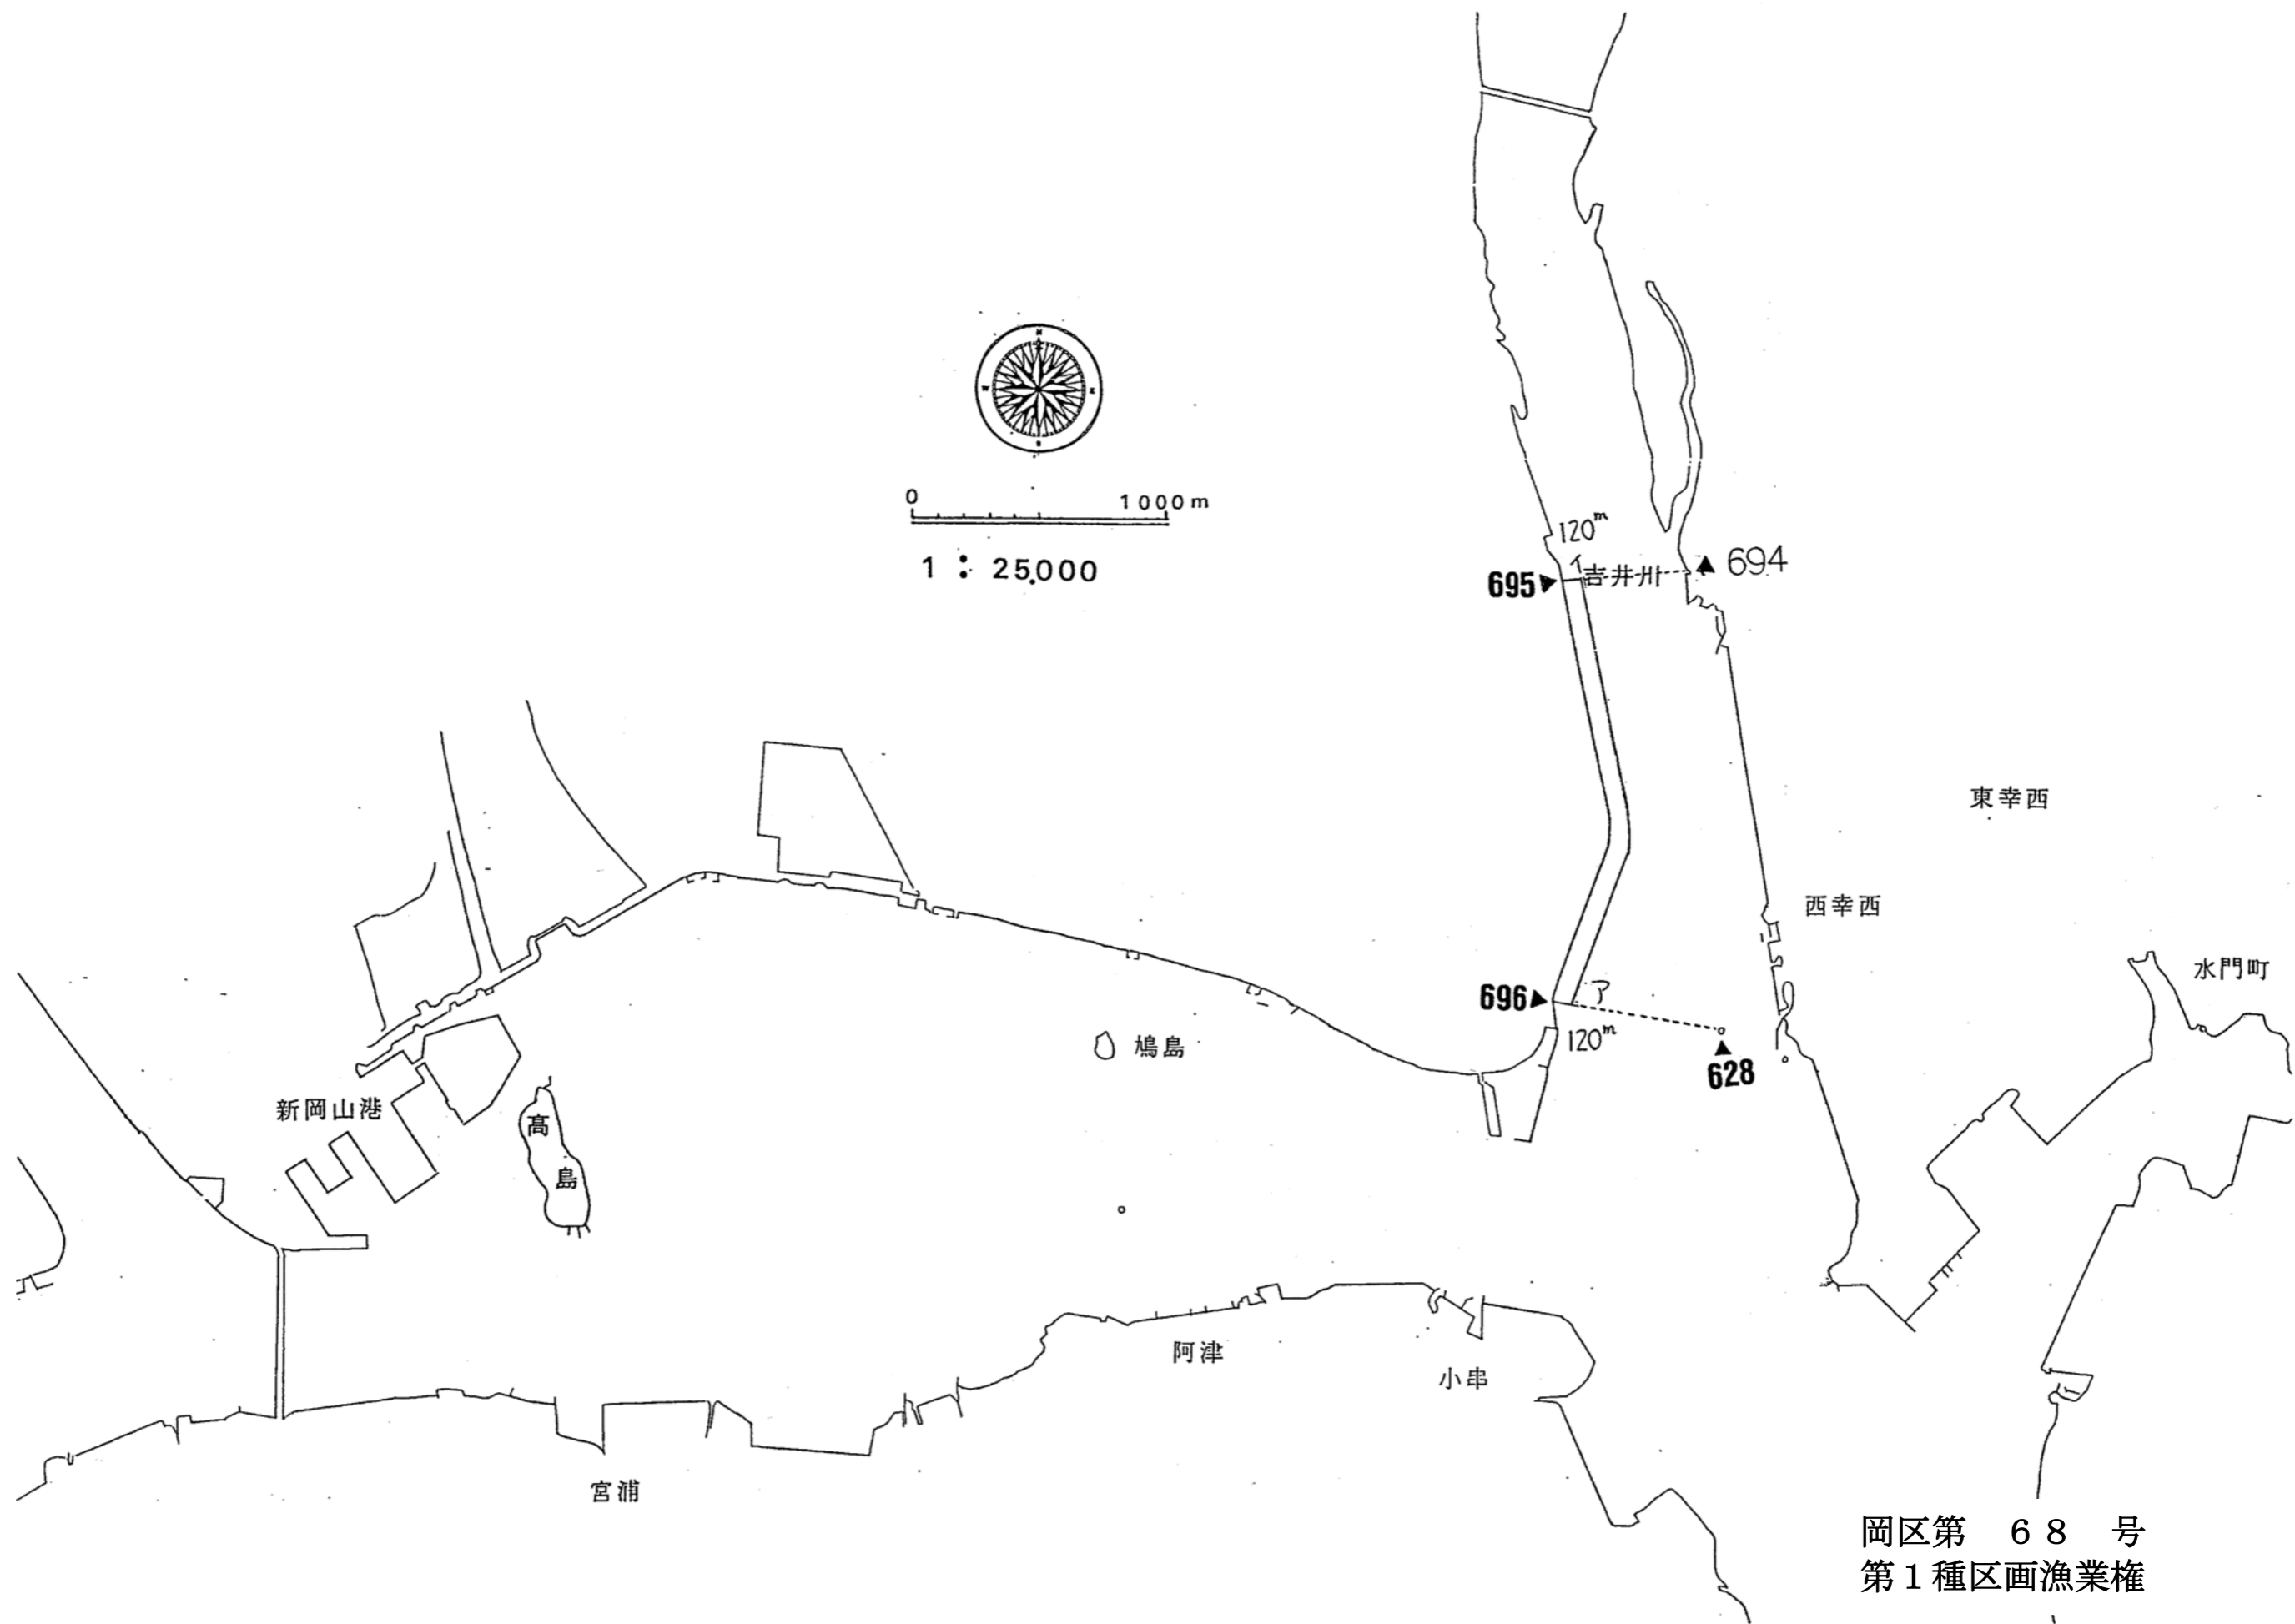 N
W
E
S
0 1000m
1 : 25,000
120m
イ
吉井川
695
694
東幸西
西幸西
水門町
696
ア
120m
628
鳩島
新岡山港
高島
阿津
小串
宮浦
岡区第 68 号
第1種区画漁業権